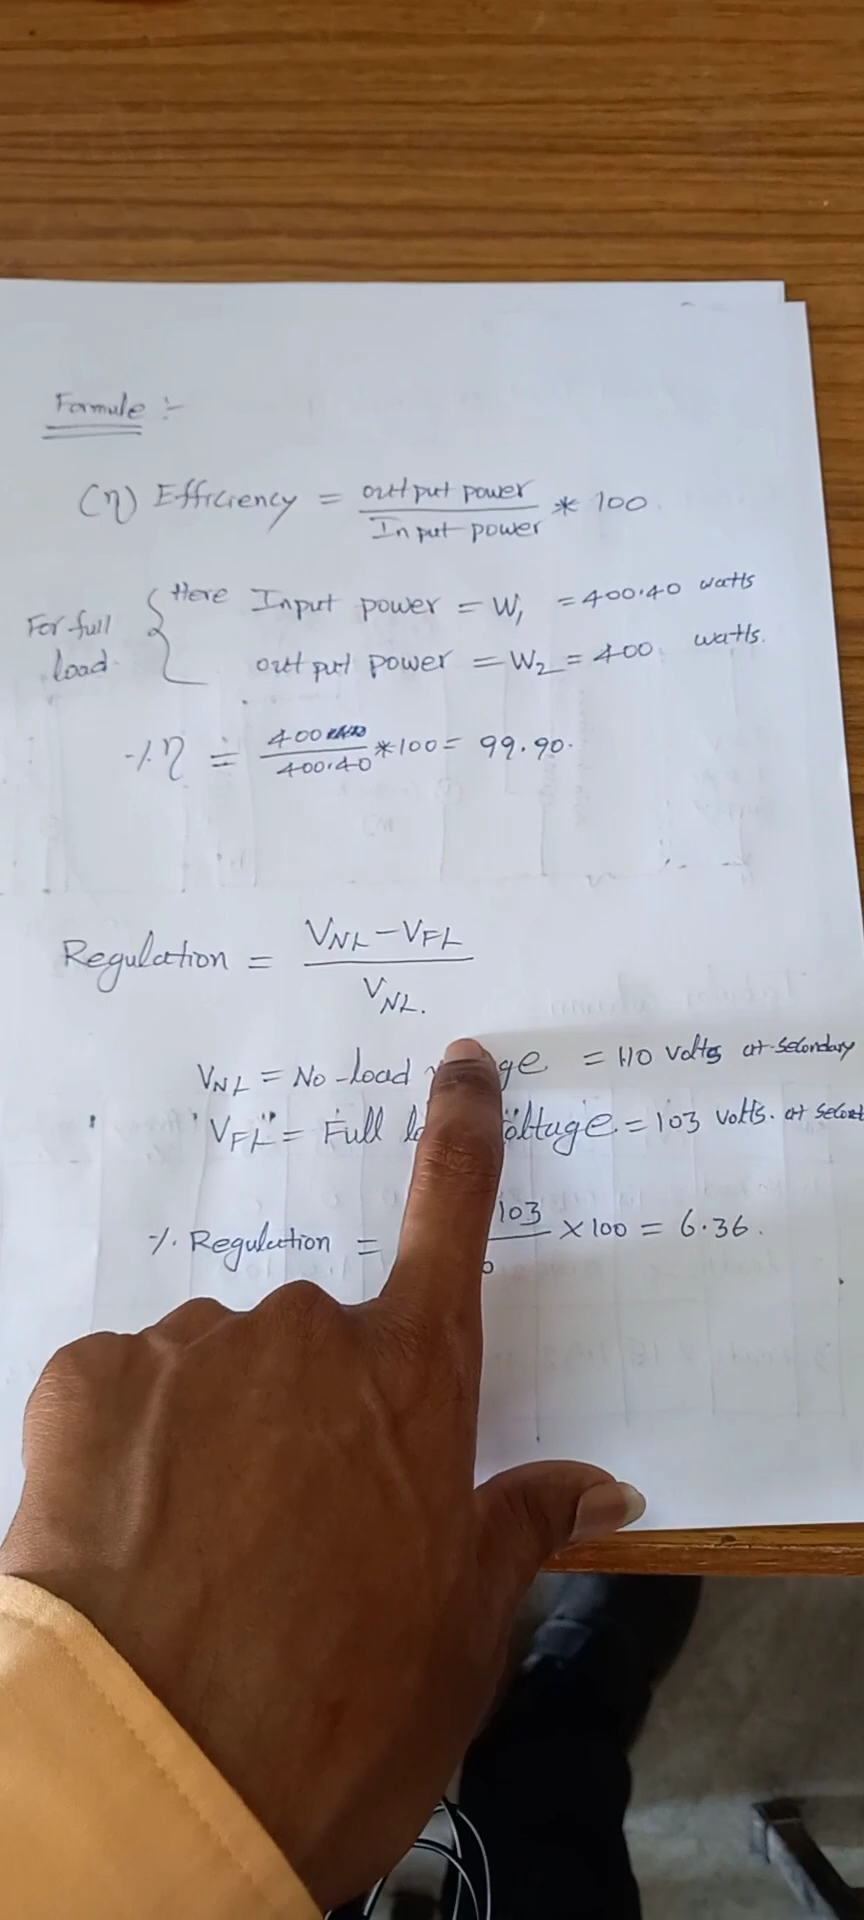 Formule :-
(η) Efficiency = output power / Input power * 100
For full load { Here Input power = W1 = 400.40 watts
output power = W2 = 400 watts.
% η = 400 / 400.40 * 100 = 99.90.
Regulation = VNL - VFL / VNL.
VNL = No-load = 110 volts at secondary
VFL = Full = 103 volts. at
% Regulation = 103 × 100 = 6.36.